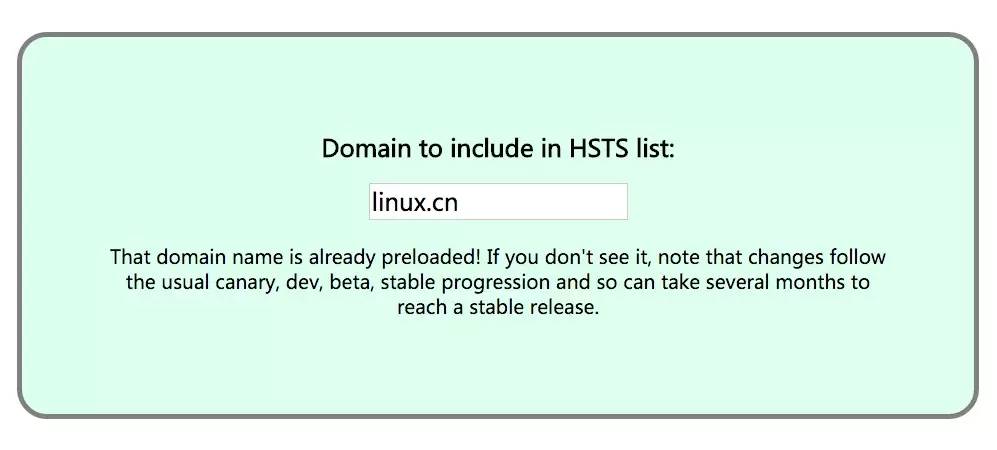 Domain to include in HSTS list:
linux.cn
That domain name is already preloaded! If you don't see it, note that changes follow
the usual canary, dev, beta, stable progression and so can take several months to
reach a stable release.